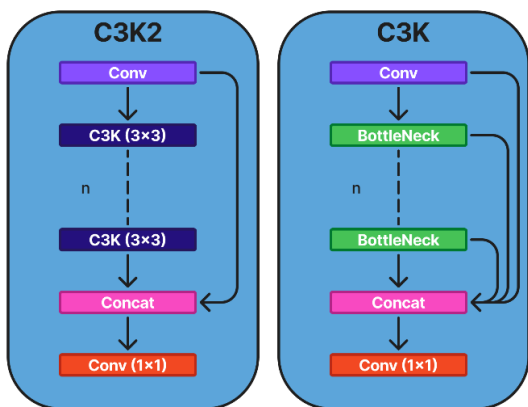 C3K2
Conv
C3K (3×3)
n
C3K (3×3)
Concat
Conv (1×1)
C3K
Conv
BottleNeck
n
BottleNeck
Concat
Conv (1×1)